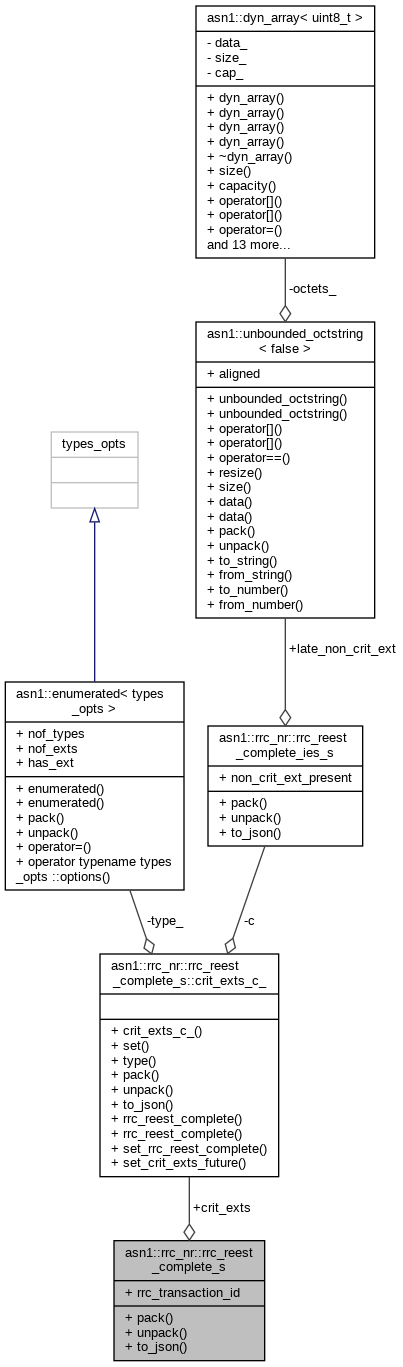 asn1::dyn_array< uint8_t >
- data_
- size_
- cap_
+ dyn_array()
+ dyn_array()
+ dyn_array()
+ dyn_array()
+ ~dyn_array()
+ size()
+ capacity()
+ operator[]()
+ operator[]()
+ operator=()
and 13 more...
-octets_
asn1::unbounded_octstring
< false >
+ aligned
+ unbounded_octstring()
+ unbounded_octstring()
+ operator[]()
+ operator[]()
+ operator==()
+ resize()
+ size()
+ data()
+ data()
+ pack()
+ unpack()
+ to_string()
+ from_string()
+ to_number()
+ from_number()
types_opts
+late_non_crit_ext
asn1::enumerated< types
_opts >
+ nof_types
+ nof_exts
+ has_ext
+ enumerated()
+ enumerated()
+ pack()
+ unpack()
+ operator=()
+ operator typename types
_opts ::options()
asn1::rrc_nr::rrc_reest
_complete_ies_s
+ non_crit_ext_present
+ pack()
+ unpack()
+ to_json()
-type_
-c
asn1::rrc_nr::rrc_reest
_complete_s::crit_exts_c_
+ crit_exts_c_()
+ set()
+ type()
+ pack()
+ unpack()
+ to_json()
+ rrc_reest_complete()
+ rrc_reest_complete()
+ set_rrc_reest_complete()
+ set_crit_exts_future()
+crit_exts
asn1::rrc_nr::rrc_reest
_complete_s
+ rrc_transaction_id
+ pack()
+ unpack()
+ to_json()